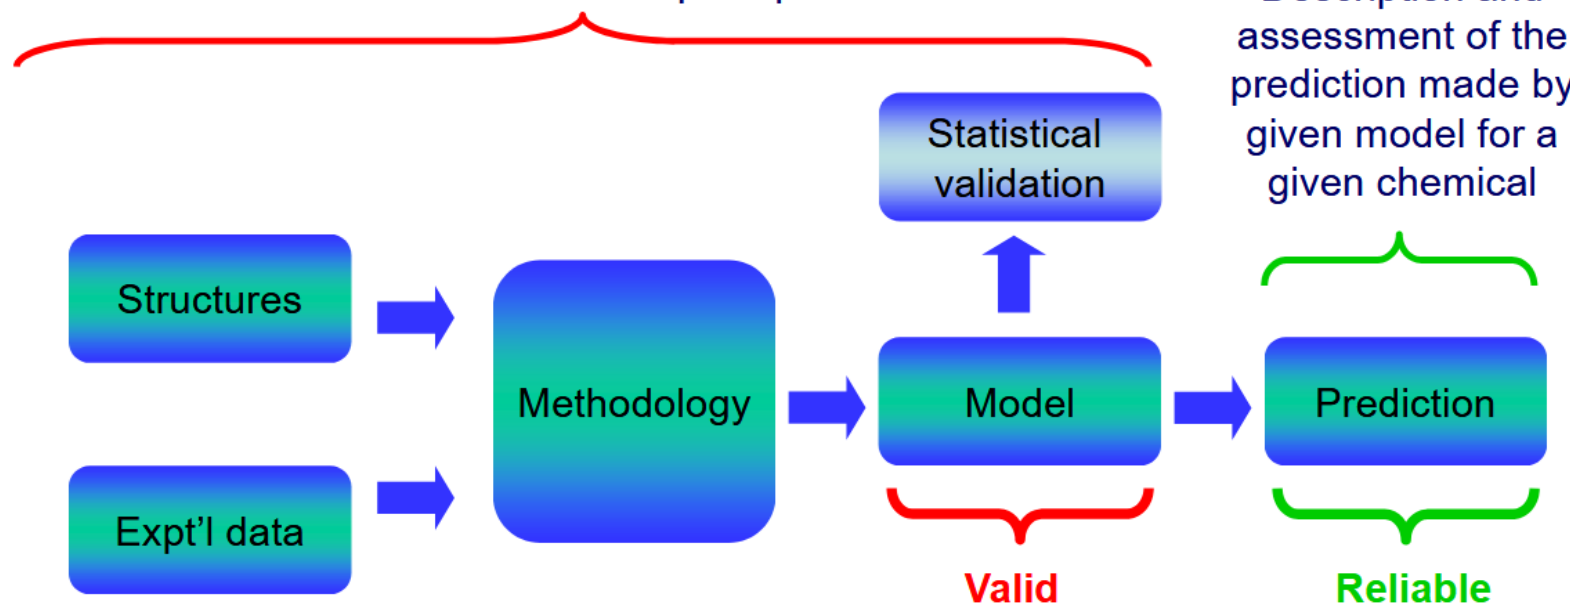 assessment of the
prediction made by
given model for a
given chemical
Statistical
validation
Structures
Methodology
Model
Prediction
Expt'l data
Valid
Reliable